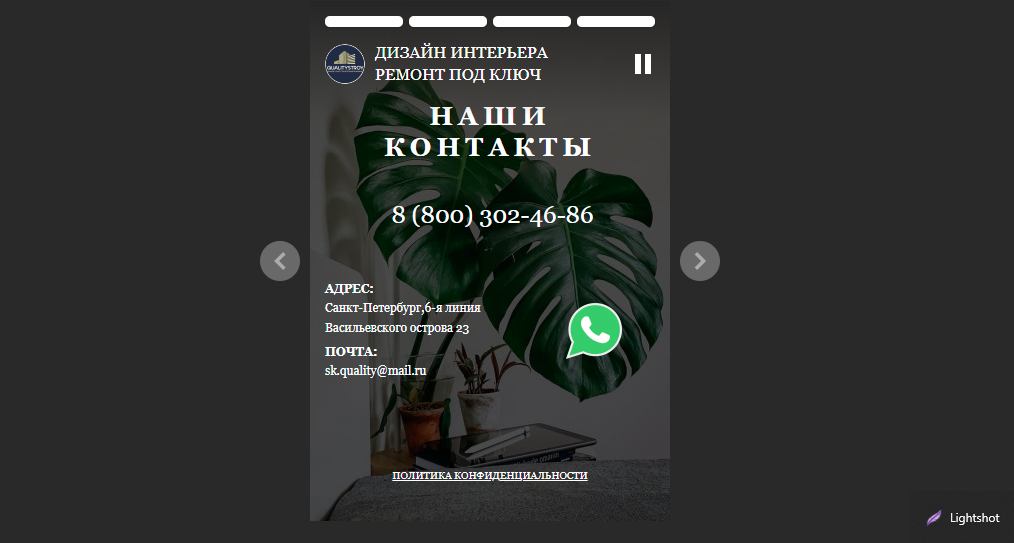 QUALITYSTROY
ДИЗАЙН ИНТЕРЬЕРА
РЕМОНТ ПОД КЛЮЧ
НАШИ
КОНТАКТЫ
8 (800) 302-46-86
АДРЕС:
Санкт-Петербург,6-я линия
Васильевского острова 23
ПОЧТА:
sk.quality@mail.ru
ПОЛИТИКА КОНФИДЕНЦИАЛЬНОСТИ
Lightshot